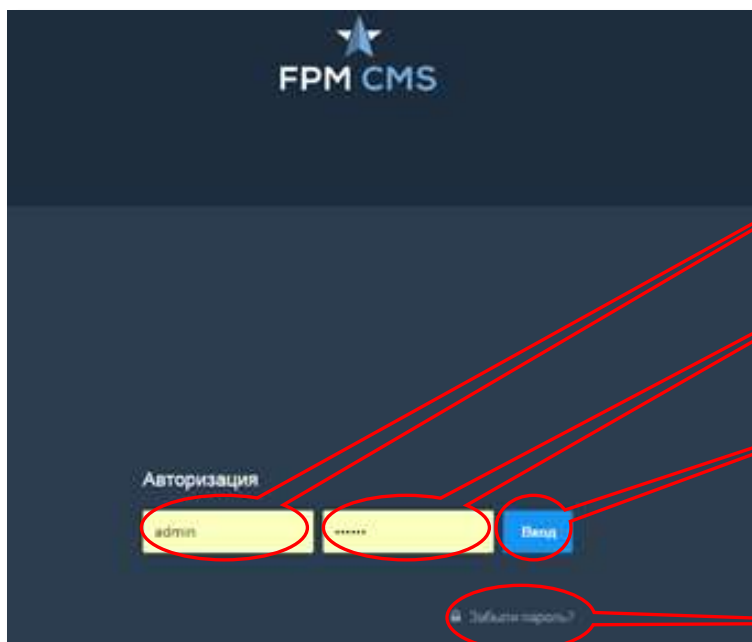 FPM CMS
Авторизация
admin
•••••• Вход
Забыли пароль?